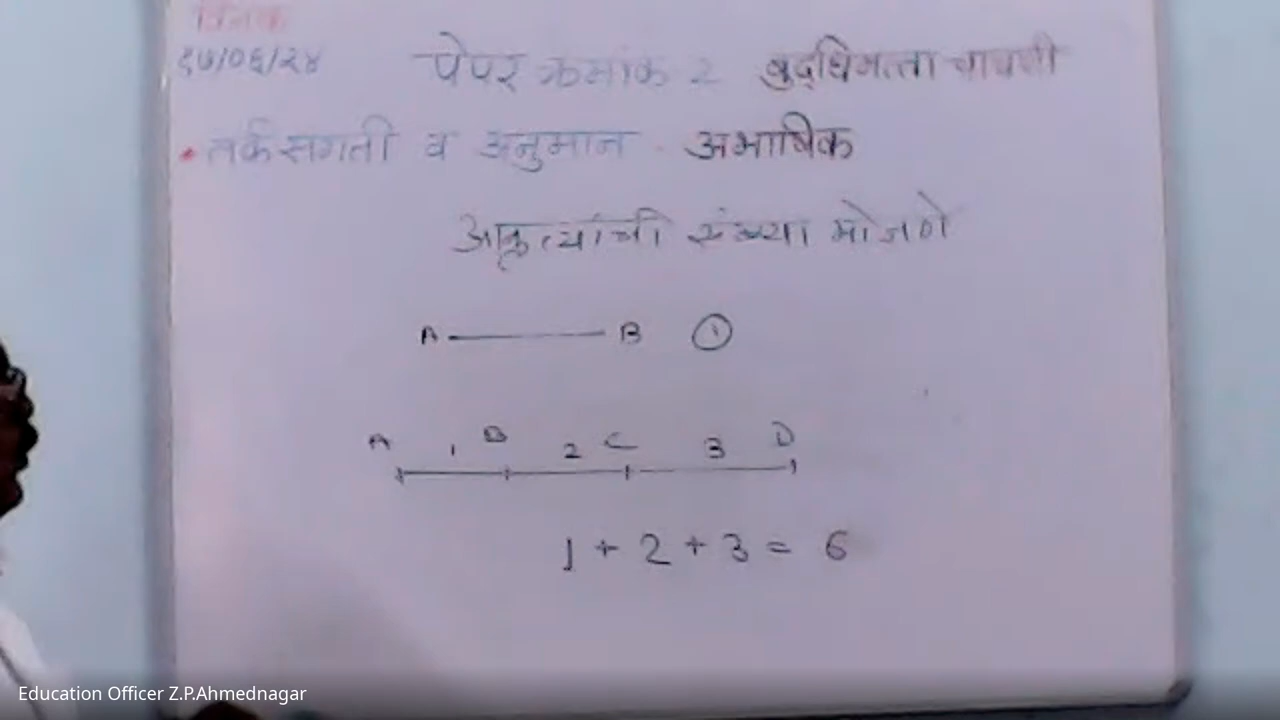 दिनांक
१७/०६/२४ पेपर क्रमांक २ बुद्धिमत्ता चाचणी
तर्कसंगती व अनुमान - अभाषिक
आकृत्यांची संख्या मोजणे
A B 1
A 1 B 2 C 3 D
1 + 2 + 3 = 6
Education Officer Z.P.Ahmednagar